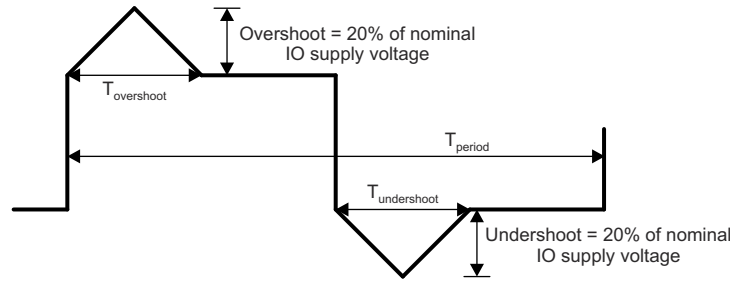 Overshoot = 20% of nominal
IO supply voltage
Tovershoot
Tperiod
Tundershoot
Undershoot = 20% of nominal
IO supply voltage